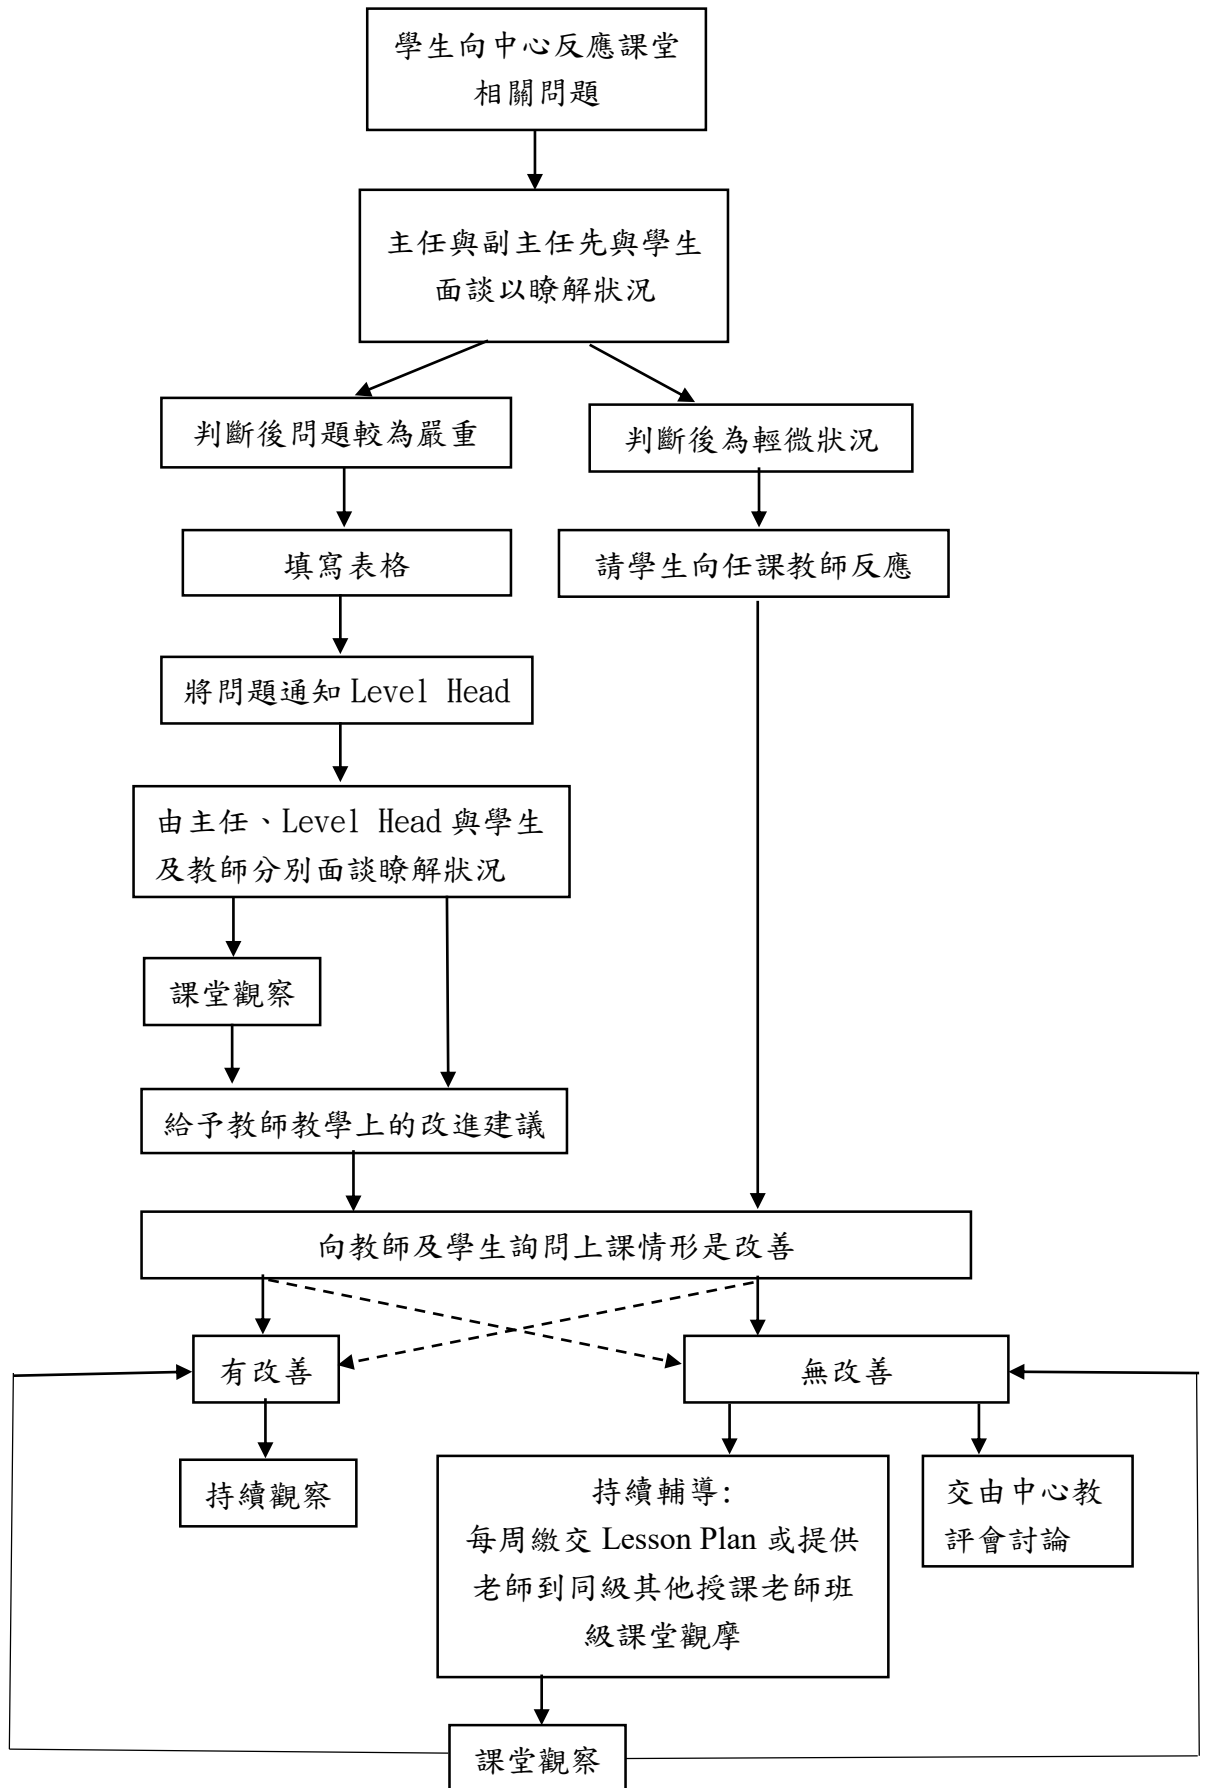 學生向中心反應課堂
相關問題
主任與副主任先與學生
面談以瞭解狀況
判斷後問題較為嚴重
判斷後為輕微狀況
填寫表格
請學生向任課教師反應
將問題通知 Level Head
由主任、Level Head 與學生
及教師分別面談瞭解狀況
課堂觀察
給予教師教學上的改進建議
向教師及學生詢問上課情形是改善
有改善
無改善
持續觀察
持續輔導:
每周繳交 Lesson Plan 或提供
老師到同級其他授課老師班
級課堂觀摩
交由中心教
評會討論
課堂觀察